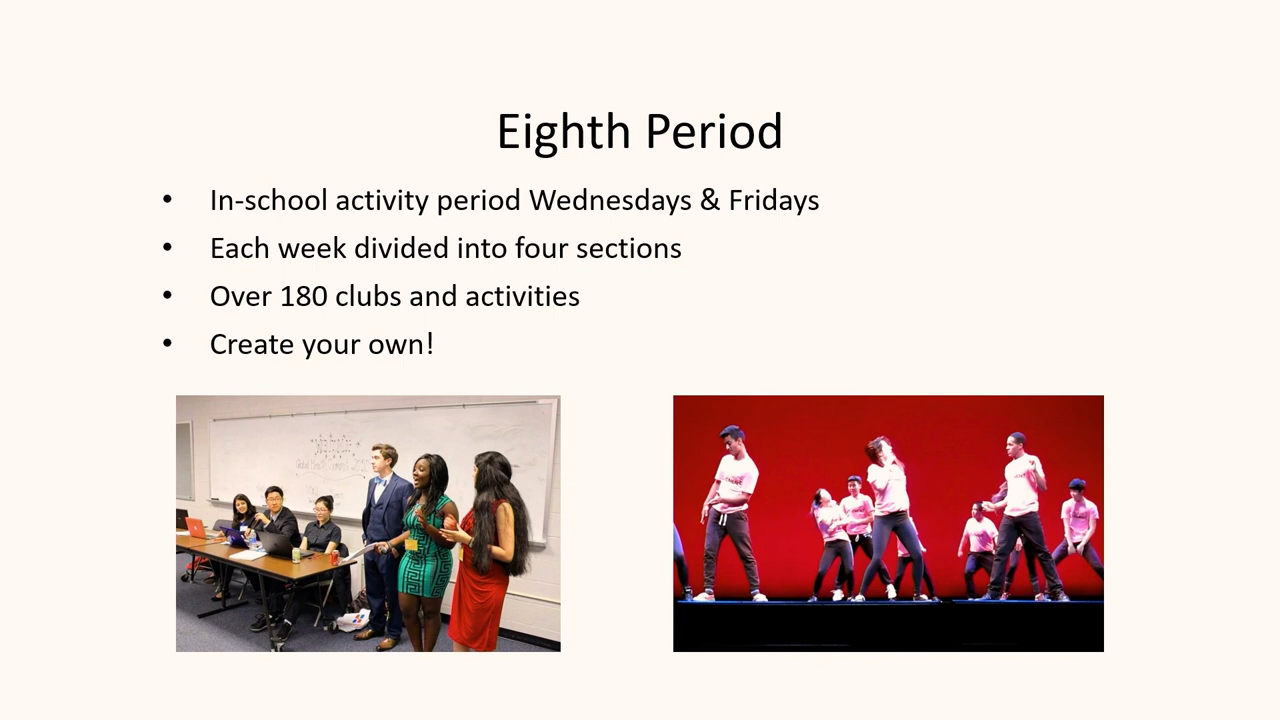 Eighth Period
• In-school activity period Wednesdays & Fridays
• Each week divided into four sections
• Over 180 clubs and activities
• Create your own!